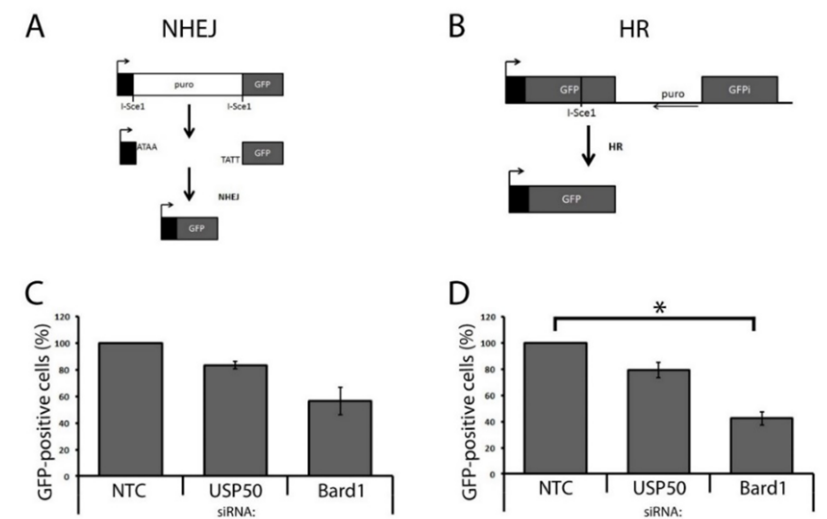 A NHEJ
puro GFP
I-Sce1 I-Sce1
ATAA
TATT GFP
NHEJ
GFP
B HR
GFP puro GFPi
I-Sce1
HR
GFP
C
GFP-positive cells (%)
120
100
80
60
40
20
0
NTC USP50 Bard1
siRNA:
D
*
GFP-positive cells (%)
120
100
80
60
40
20
0
NTC USP50 Bard1
siRNA: